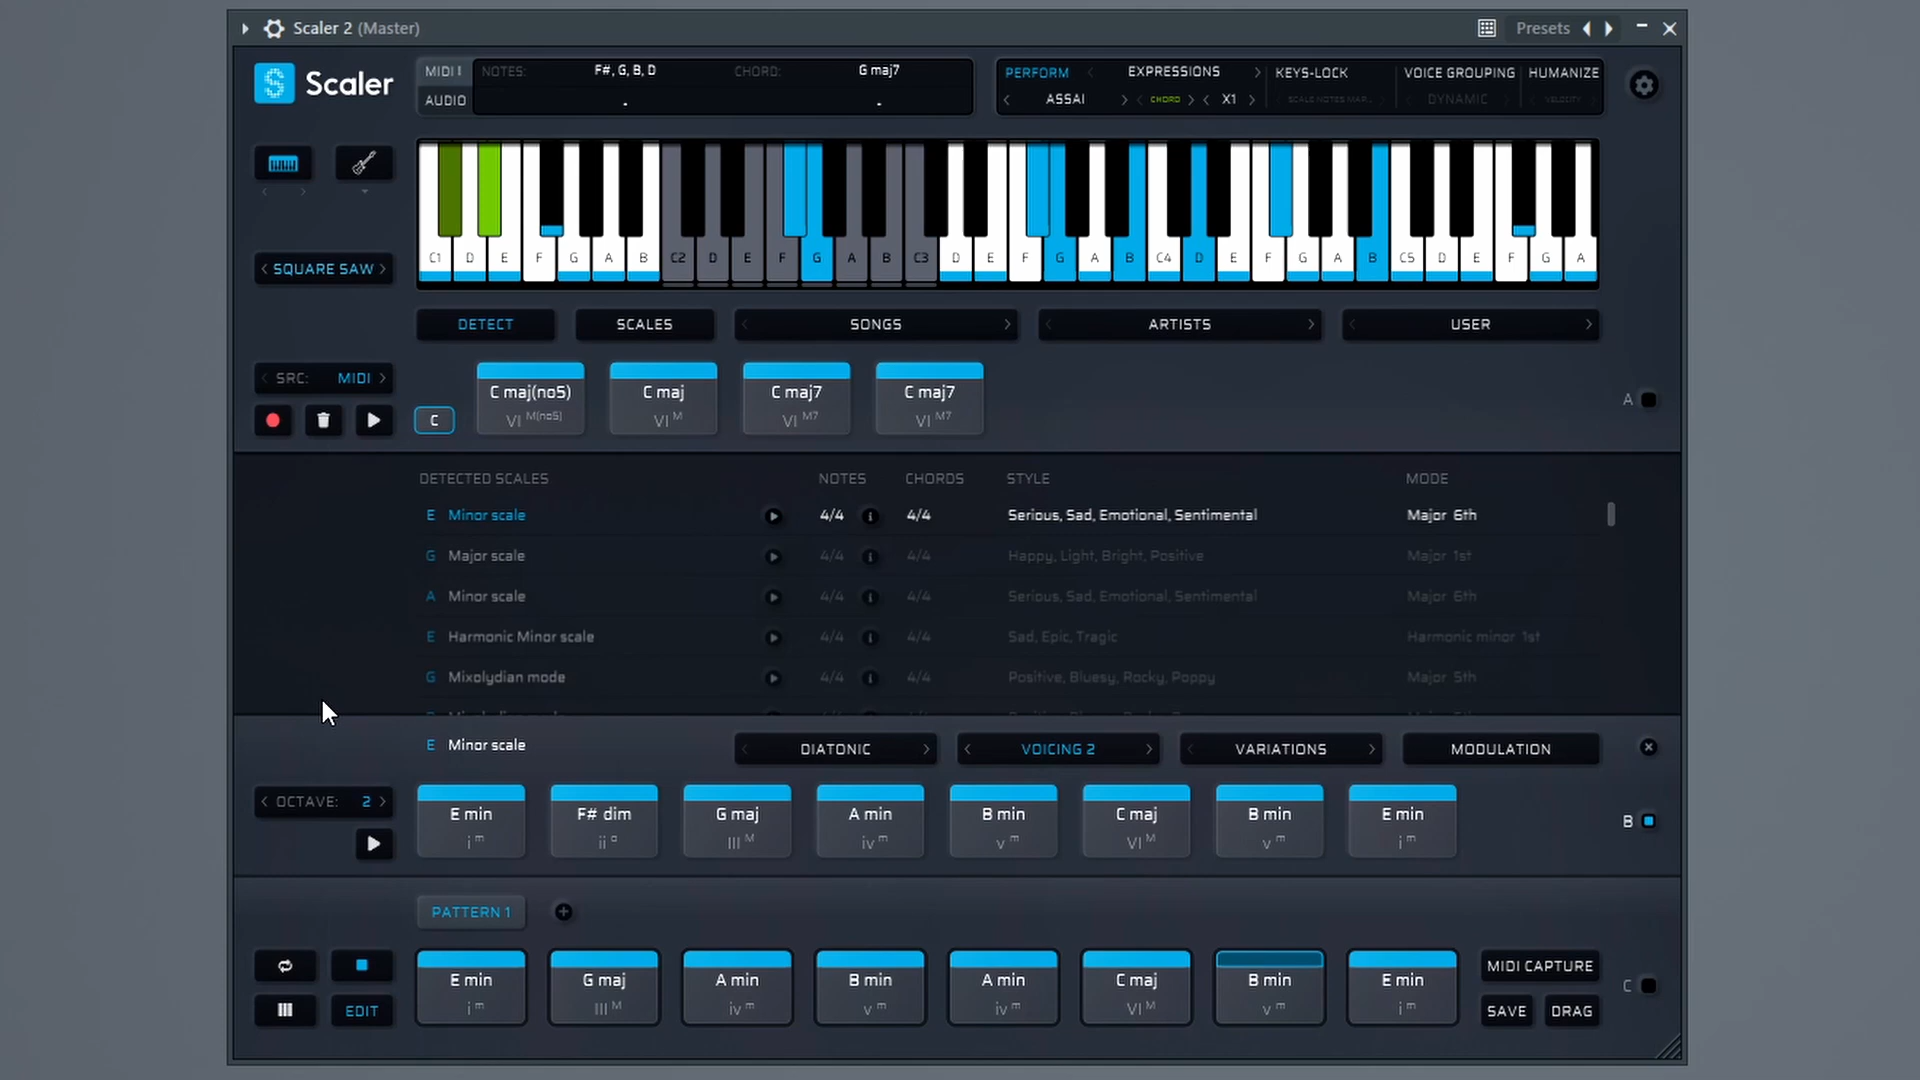 Scaler 2 (Master)
Presets
Scaler
MIDI
AUDIO
NOTES:
F#, G, B, D
CHORD:
G maj7
-
-
PERFORM
EXPRESSIONS
KEYS-LOCK
VOICE GROUPING
HUMANIZE
ASSAI
CHORD
X1
SCALE NOTES MAP...
DYNAMIC
VELOCITY
C1 D E F G A B C2 D E F G A B C3 D E F G A B C4 D E F G A B C5 D E F G A
SQUARE SAW
DETECT
SCALES
SONGS
ARTISTS
USER
SRC: MIDI
C
C maj(no5)
VI M(no5)
C maj
VI M
C maj7
VI M7
C maj7
VI M7
A
DETECTED SCALES
NOTES
CHORDS
STYLE
MODE
E Minor scale 4/4 i 4/4 Serious, Sad, Emotional, Sentimental Major 6th
G Major scale 4/4 i 4/4 Happy, Light, Bright, Positive Major 1st
A Minor scale 4/4 i 4/4 Serious, Sad, Emotional, Sentimental Major 6th
E Harmonic Minor scale 4/4 i 4/4 Sad, Epic, Tragic Harmonic minor 1st
G Mixolydian mode 4/4 i 4/4 Positive, Bluesy, Rocky, Poppy Major 5th
E Minor scale
DIATONIC
VOICING 2
VARIATIONS
MODULATION
OCTAVE: 2
E min
i m
F# dim
ii o
G maj
III M
A min
iv m
B min
v m
C maj
VI M
B min
v m
E min
i m
B
PATTERN 1
E min
i m
G maj
III M
A min
iv m
B min
v m
A min
iv m
C maj
VI M
B min
v m
E min
i m
EDIT
MIDI CAPTURE
SAVE
DRAG
C